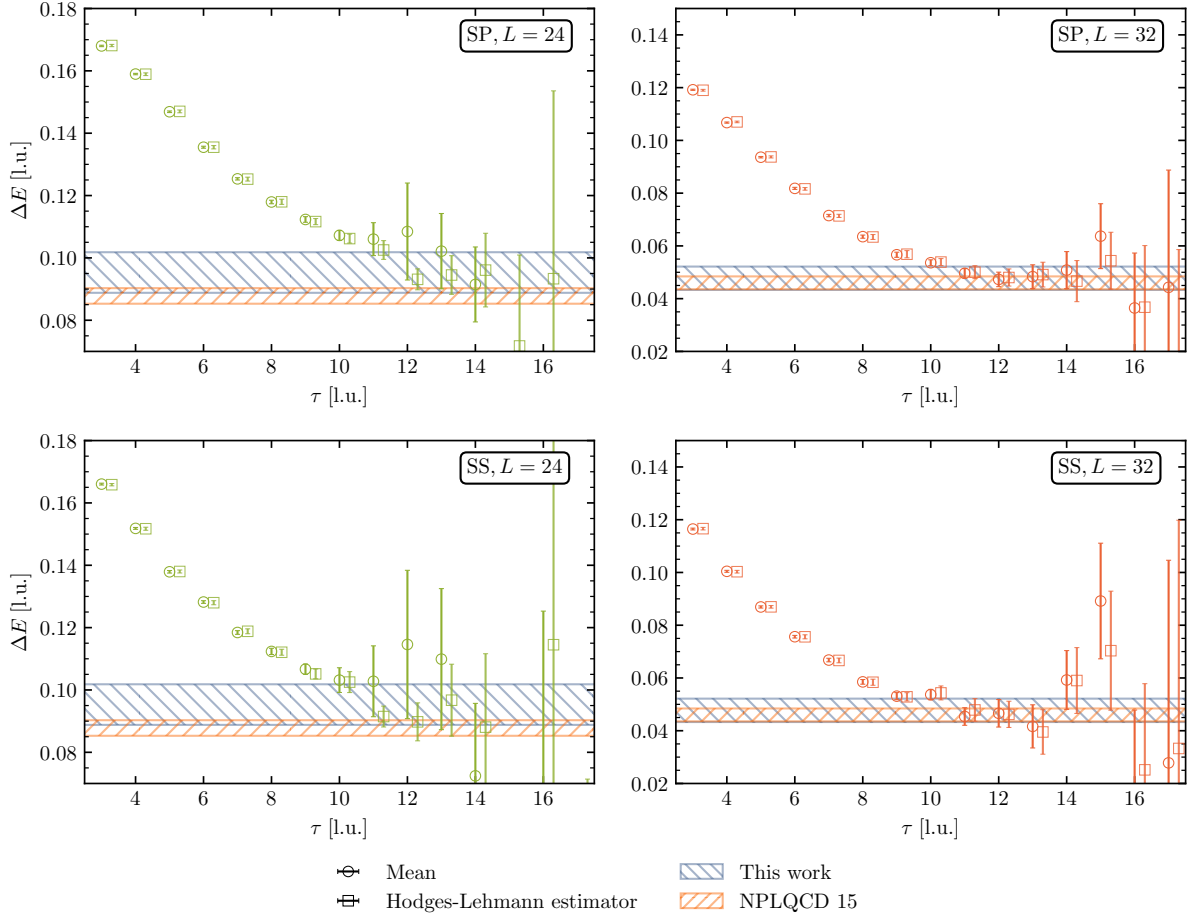 SP, L = 24
SP, L = 32
0.18
0.16
0.14
0.12
0.10
0.08
ΔE [l.u.]
4 6 8 10 12 14 16
τ [l.u.]
0.14
0.12
0.10
0.08
0.06
0.04
0.02
4 6 8 10 12 14 16
τ [l.u.]
SS, L = 24
SS, L = 32
0.18
0.16
0.14
0.12
0.10
0.08
ΔE [l.u.]
4 6 8 10 12 14 16
τ [l.u.]
0.14
0.12
0.10
0.08
0.06
0.04
0.02
4 6 8 10 12 14 16
τ [l.u.]
Mean
Hodges-Lehmann estimator
This work
NPLQCD 15